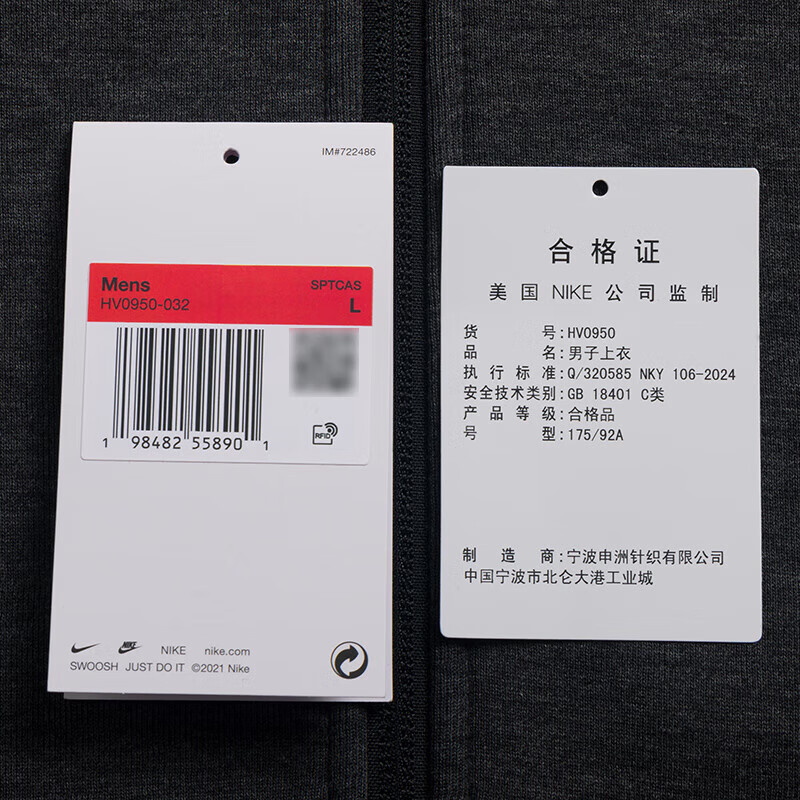 IM#722486
Mens SPTCAS
HV0950-032 L
RFID
1 98482 55890 1
NIKE nike.com
SWOOSH JUST DO IT ©2021 Nike
合格证
美国 NIKE 公司监制
货号:HV0950
品名:男子上衣
执行标准:Q/320585 NKY 106-2024
安全技术类别:GB 18401 C类
产品等级:合格品
号型:175/92A
制造商:宁波申洲针织有限公司
中国宁波市北仑大港工业城